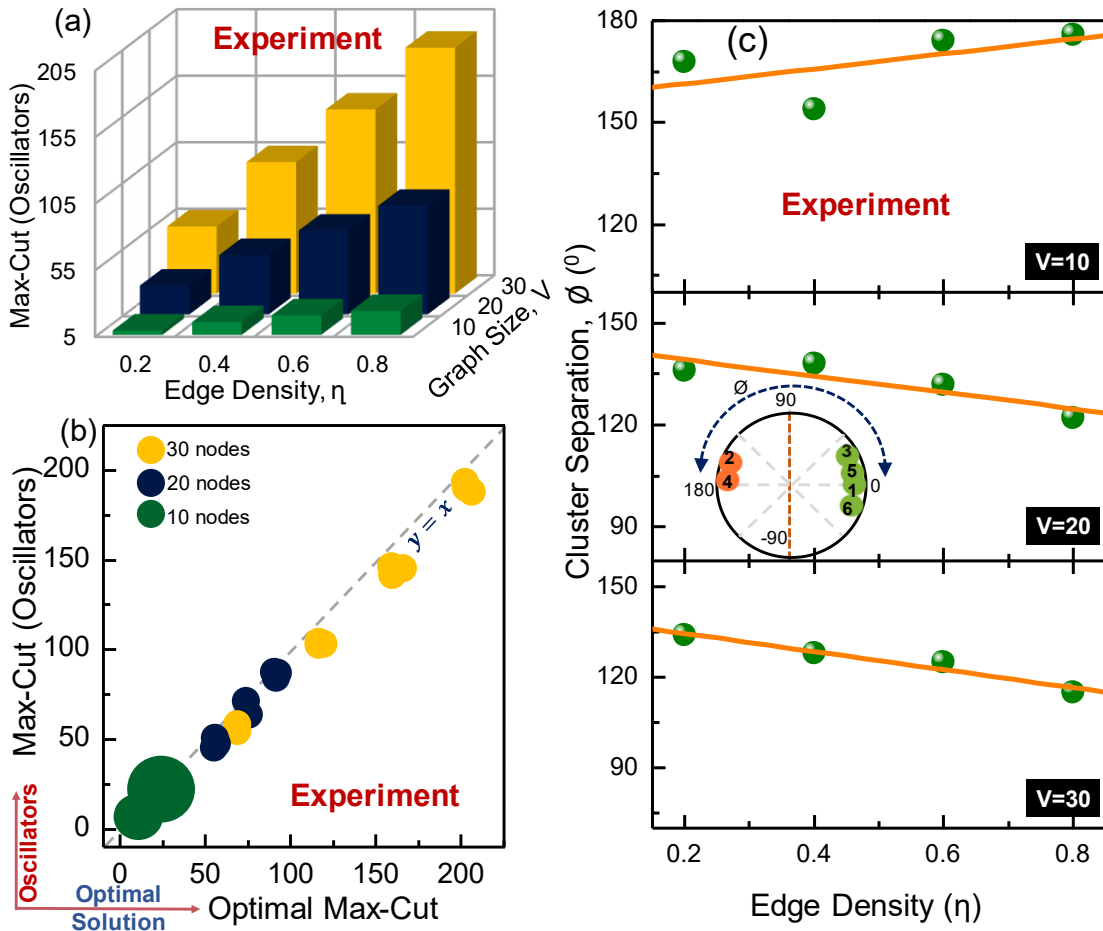 (a)
Experiment
205
155
105
55
5
Max-Cut (Oscillators)
0.2 0.4 0.6 0.8
Edge Density, η
10 20 30
Graph Size, V
(b)
30 nodes
20 nodes
10 nodes
y = x
200
150
100
50
0
Max-Cut (Oscillators)
Experiment
0 50 100 150 200
Optimal Max-Cut
Oscillators
Optimal
Solution
(c)
180
150
120
Experiment
V=10
Cluster Separation, Ø (⁰)
150
120
90
Ø
90
180
0
-90
2
4
3
5
1
6
V=20
150
120
90
V=30
0.2 0.4 0.6 0.8
Edge Density (η)